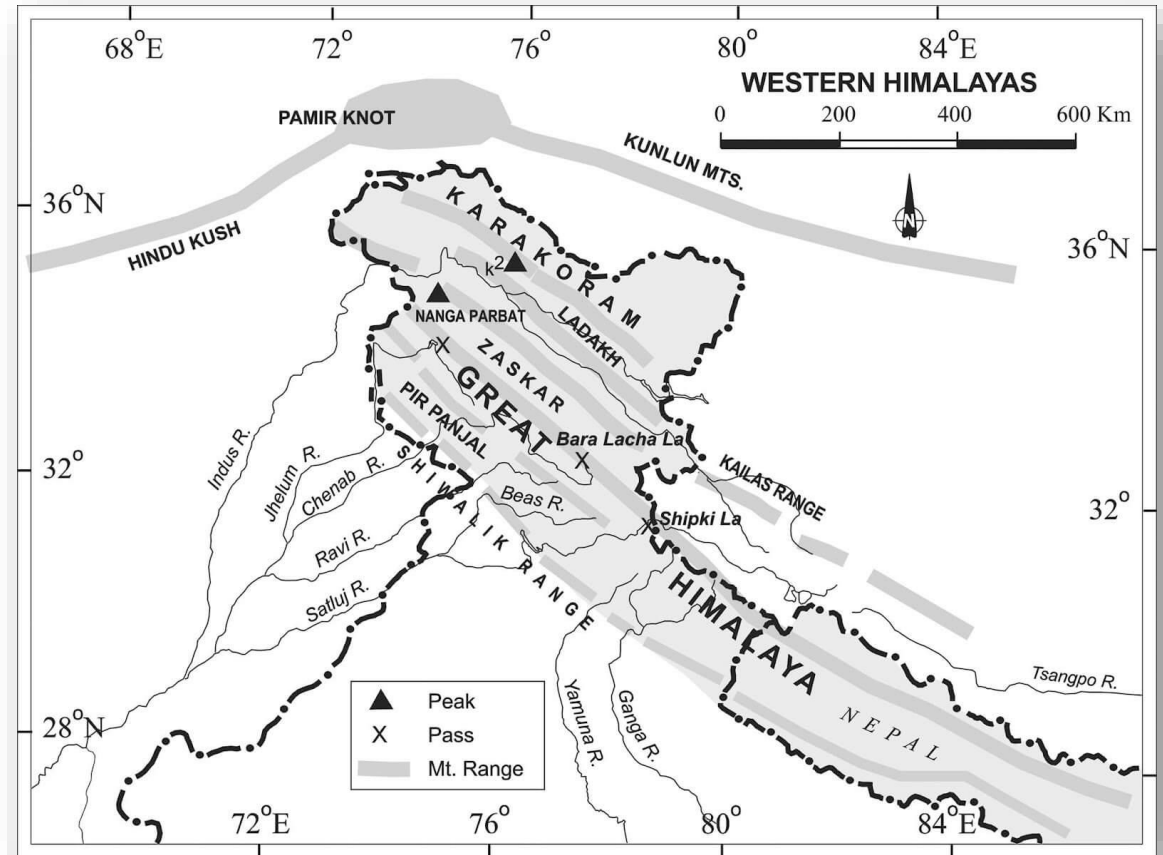 68°E 72° 76° 80° 84°E
WESTERN HIMALAYAS
0 200 400 600 Km
PAMIR KNOT
KUNLUN MTS.
HINDU KUSH
36°N
36°N
N
KARAKORAM
k2
NANGA PARBAT
LADAKH
ZASKAR
GREAT
HIMALAYA
PIR PANJAL
Bara Lacha La
KAILAS RANGE
SHIWALIK RANGE
Shipki La
32°
32°
Indus R.
Jhelum R.
Chenab R.
Beas R.
Ravi R.
Satluj R.
Yamuna R.
Ganga R.
Tsangpo R.
NEPAL
28°N
Peak
Pass
Mt. Range
72°E 76° 80° 84°E